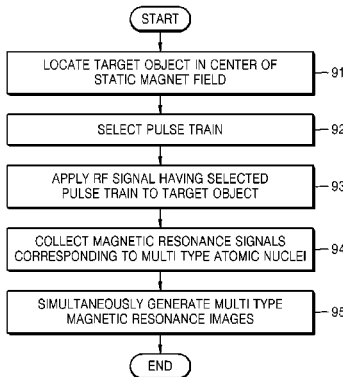 START
LOCATE TARGET OBJECT IN CENTER OF
STATIC MAGNET FIELD
91
SELECT PULSE TRAIN
92
APPLY RF SIGNAL HAVING SELECTED
PULSE TRAIN TO TARGET OBJECT
93
COLLECT MAGNETIC RESONANCE SIGNALS
CORRESPONDING TO MULTI TYPE ATOMIC NUCLEI
94
SIMULTANEOUSLY GENERATE MULTI TYPE
MAGNETIC RESONANCE IMAGES
95
END